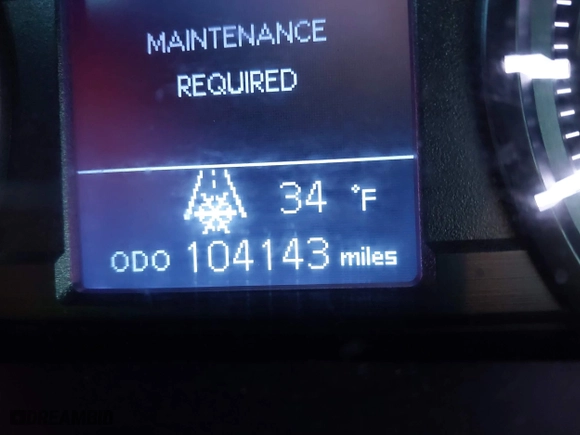 MAINTENANCE
REQUIRED
34 °F
ODO 104143 miles